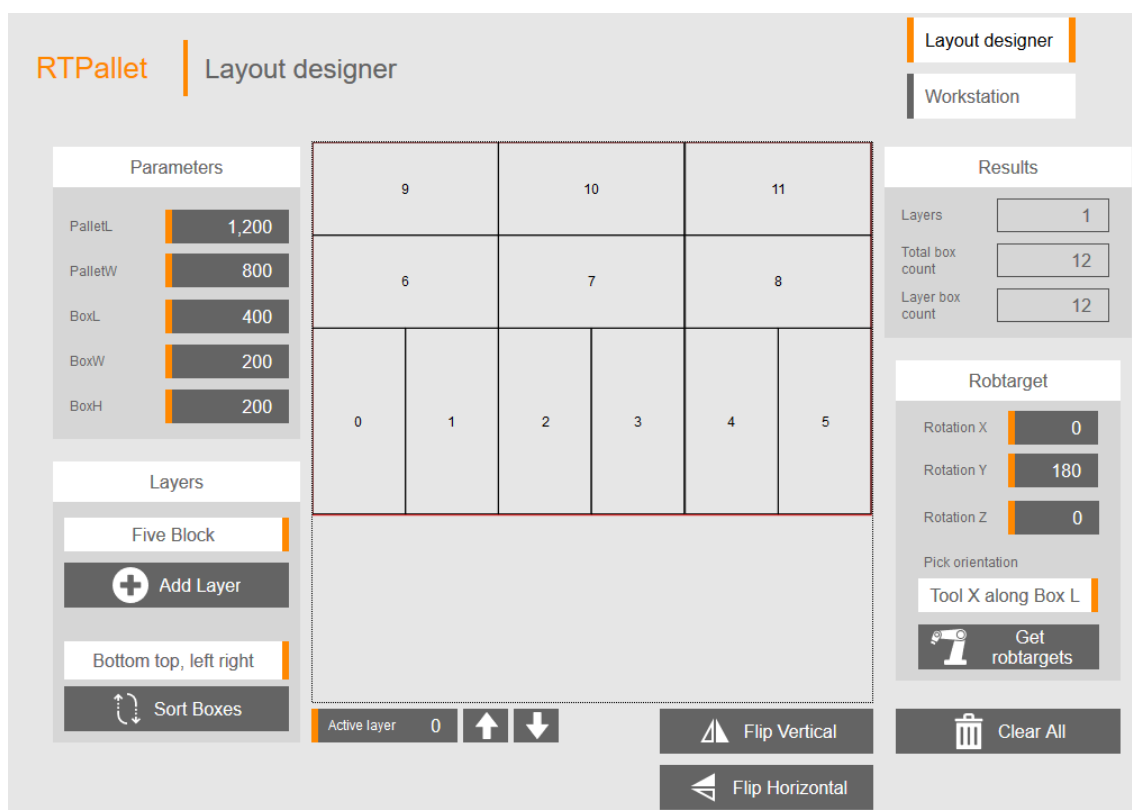 RTPallet
Layout designer
Layout designer
Workstation
Parameters
PalletL 1,200
PalletW 800
BoxL 400
BoxW 200
BoxH 200
Layers
Five Block
Add Layer
Bottom top, left right
Sort Boxes
9 10 11
6 7 8
0 1 2 3 4 5
Active layer 0
Flip Vertical
Flip Horizontal
Results
Layers 1
Total box
count 12
Layer box
count 12
Robtarget
Rotation X 0
Rotation Y 180
Rotation Z 0
Pick orientation
Tool X along Box L
Get
robtargets
Clear All